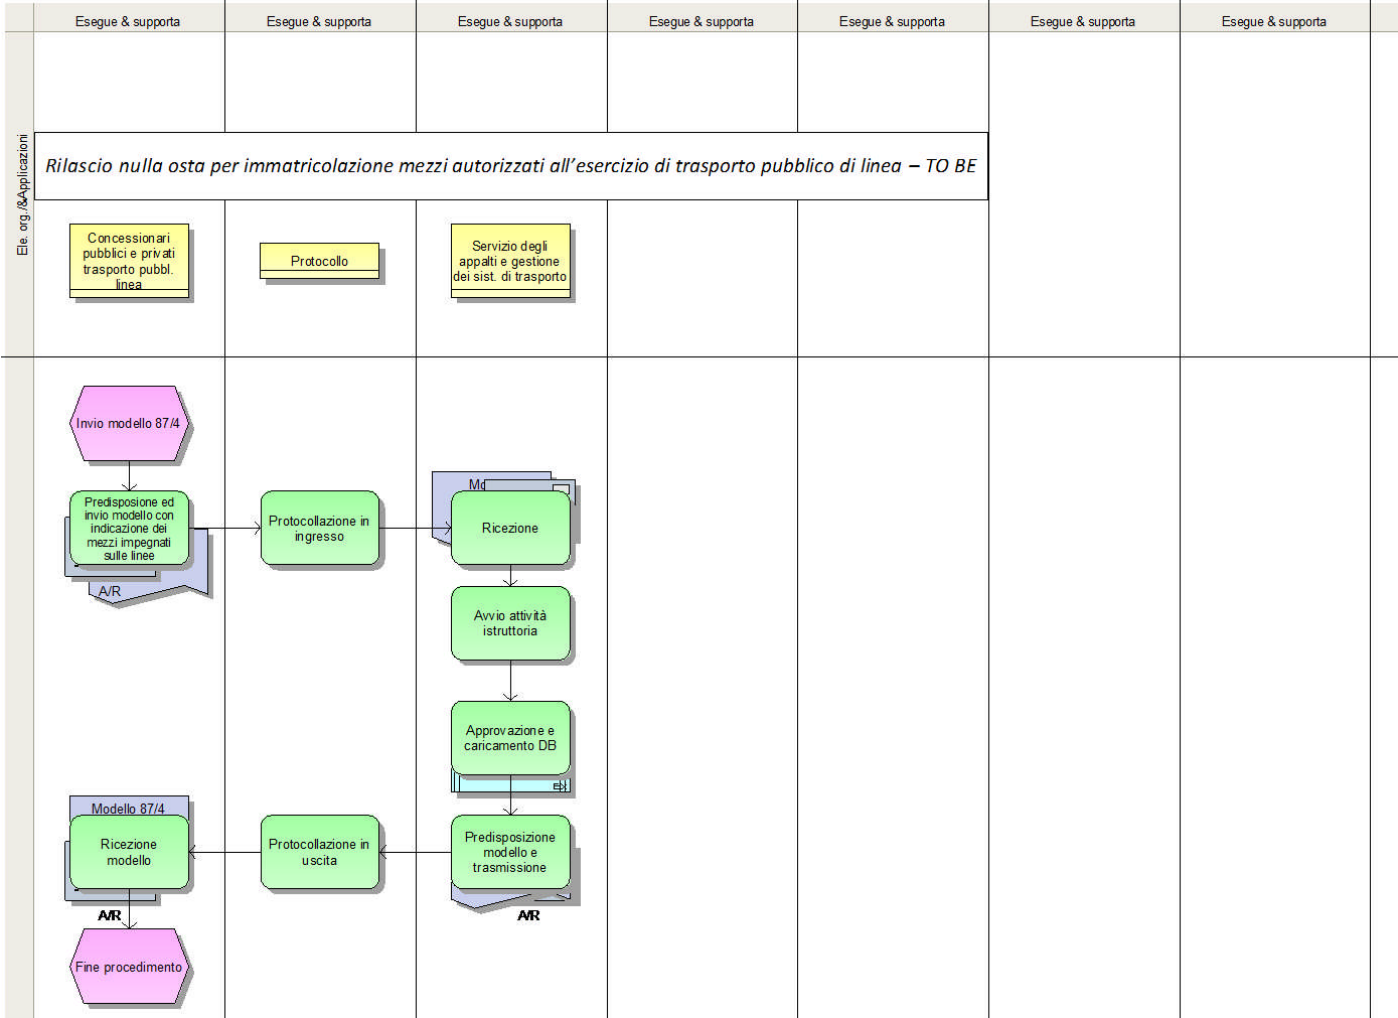 Esegue & supporta
Esegue & supporta
Esegue & supporta
Esegue & supporta
Esegue & supporta
Esegue & supporta
Esegue & supporta
Ele. org./&Applicazioni
Rilascio nulla osta per immatricolazione mezzi autorizzati all'esercizio di trasporto pubblico di linea – TO BE
Concessionari
pubblici e privati
trasporto pubbl.
linea
Protocollo
Servizio degli
appalti e gestione
dei sist. di trasporto
Invio modello 87/4
Predisposione ed
invio modello con
indicazione dei
mezzi impegnati
sulle linee
A/R
Protocollazione in
ingresso
Ricezione
Avvio attività
istruttoria
Approvazione e
caricamento DB
Predisposizione
modello e
trasmissione
A/R
Protocollazione in
uscita
Modello 87/4
Ricezione
modello
A/R
Fine procedimento